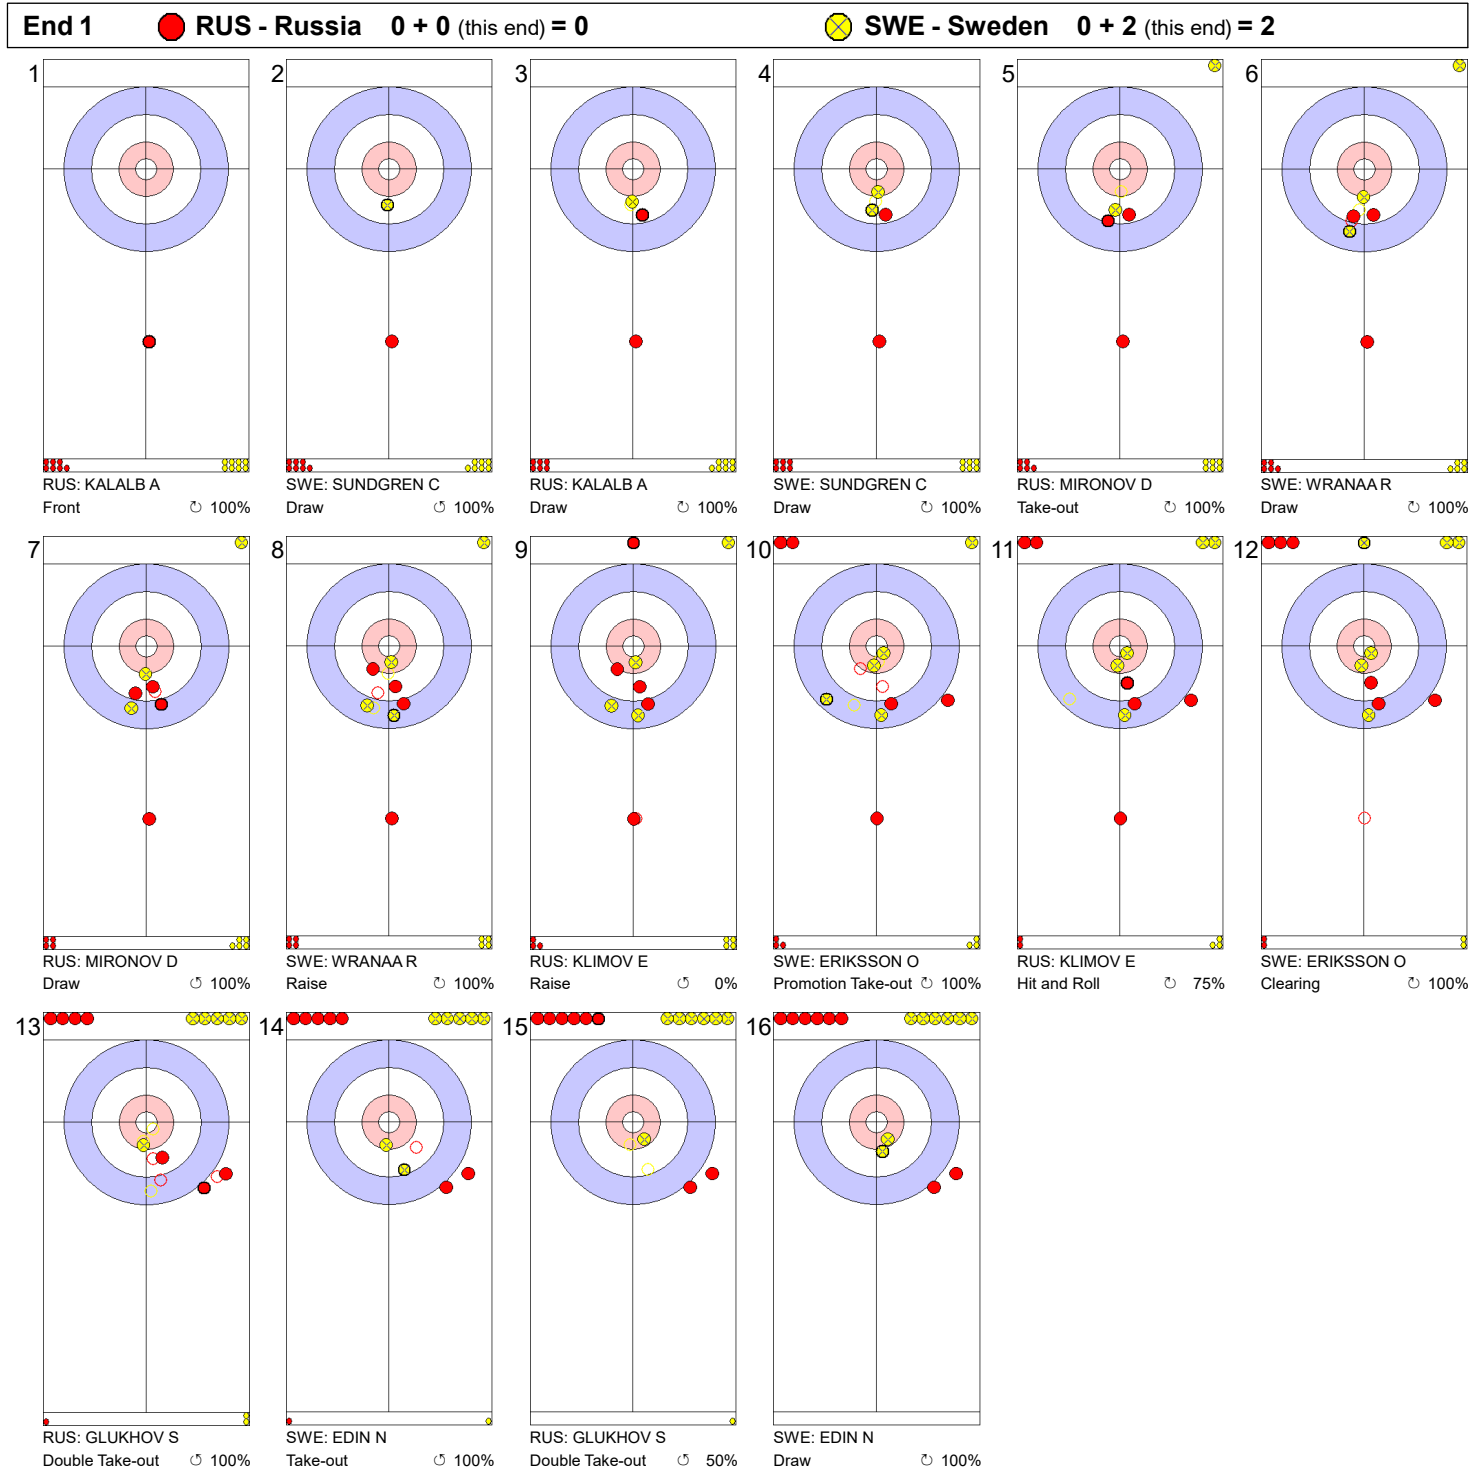 End 1 RUS - Russia 0 + 0 (this end) = 0 SWE - Sweden 0 + 2 (this end) = 2
1 2 3 4 5 6
RUS: KALALB A SWE: SUNDGREN C RUS: KALALB A SWE: SUNDGREN C RUS: MIRONOV D SWE: WRANAA R
Front ↻ 100% Draw ↺ 100% Draw ↻ 100% Draw ↻ 100% Take-out ↻ 100% Draw ↻ 100%
7 8 9 10 11 12
RUS: MIRONOV D SWE: WRANAA R RUS: KLIMOV E SWE: ERIKSSON O RUS: KLIMOV E SWE: ERIKSSON O
Draw ↺ 100% Raise ↻ 100% Raise ↺ 0% Promotion Take-out ↻ 100% Hit and Roll ↻ 75% Clearing ↻ 100%
13 14 15 16
RUS: GLUKHOV S SWE: EDIN N RUS: GLUKHOV S SWE: EDIN N
Double Take-out ↺ 100% Take-out ↺ 100% Double Take-out ↺ 50% Draw ↻ 100%